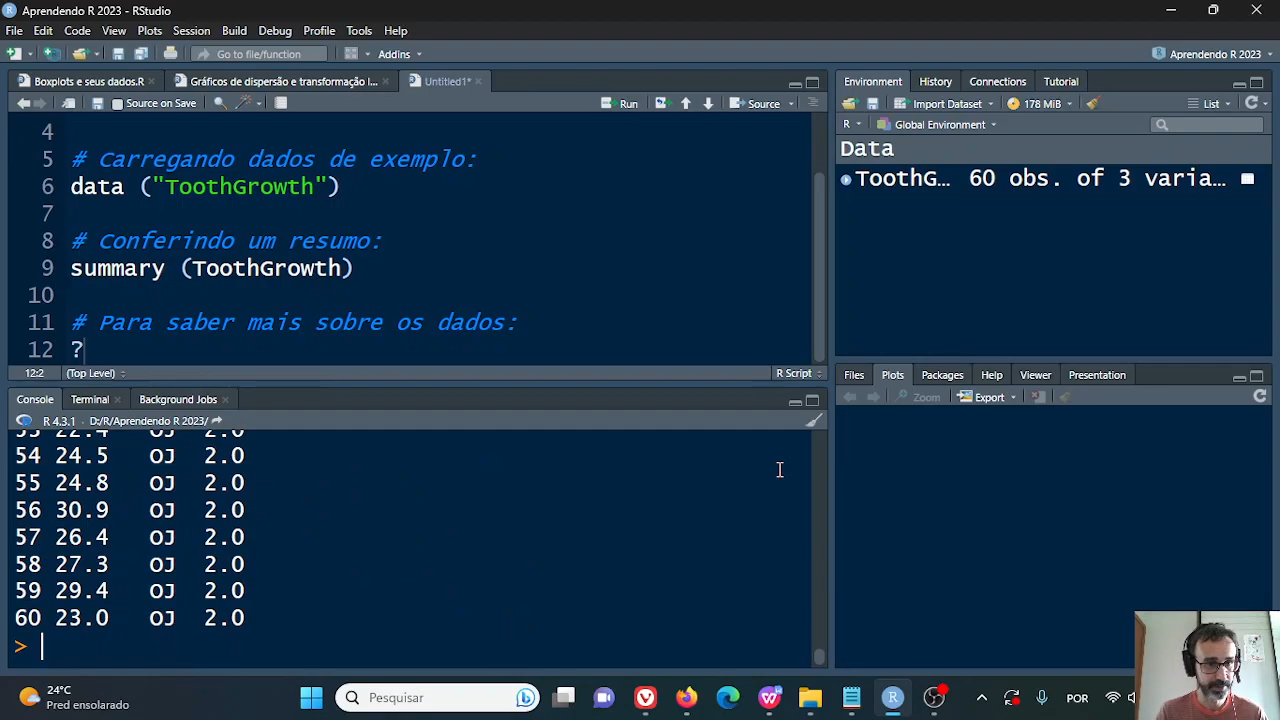 Aprendendo R 2023 - RStudio
File Edit Code View Plots Session Build Debug Profile Tools Help
Go to file/function Addins Aprendendo R 2023
Boxplots e seus dados.R Gráficos de dispersão e transformação l... Untitled1*
Source on Save Run Source
4
5 # Carregando dados de exemplo:
6 data ("ToothGrowth")
7
8 # Conferindo um resumo:
9 summary (ToothGrowth)
10
11 # Para saber mais sobre os dados:
12 ?
12:2 (Top Level) R Script
Console Terminal Background Jobs
R 4.3.1 . D:/R/Aprendendo R 2023/
53 22.4 OJ 2.0
54 24.5 OJ 2.0
55 24.8 OJ 2.0
56 30.9 OJ 2.0
57 26.4 OJ 2.0
58 27.3 OJ 2.0
59 29.4 OJ 2.0
60 23.0 OJ 2.0
>
Environment History Connections Tutorial
Import Dataset 178 MiB List
R Global Environment
Data
ToothG... 60 obs. of 3 varia...
Files Plots Packages Help Viewer Presentation
Zoom Export
24°C
Pred ensolarado
Pesquisar
POR